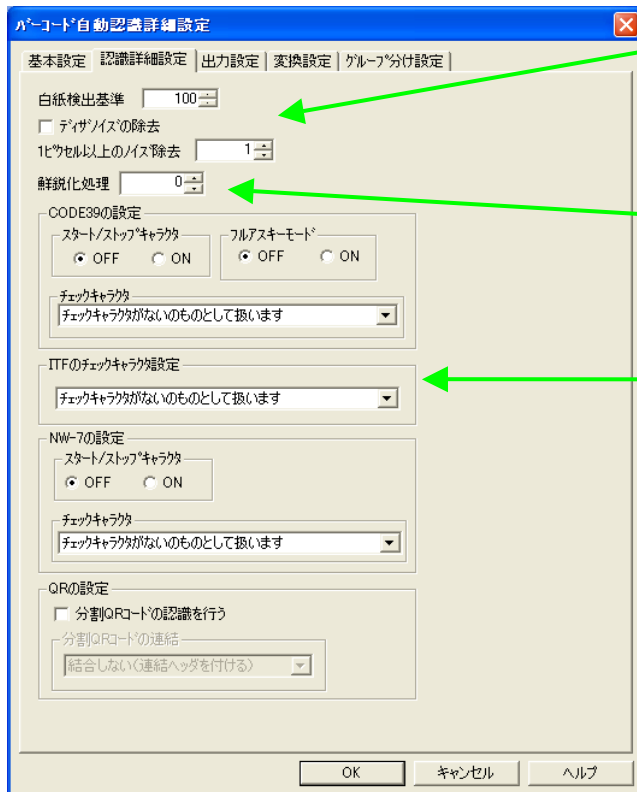 バーコード自動認識詳細設定
基本設定 認識詳細設定 出力設定 変換設定 グループ分け設定
白紙検出基準 100
ディザノイズの除去
1ピクセル以上のノイズ除去 1
鮮鋭化処理 0
CODE39の設定
スタート/ストップキャラクタ フルアスキーモード
OFF ON OFF ON
チェックキャラクタ
チェックキャラクタがないのものとして扱います
ITFのチェックキャラクタ設定
チェックキャラクタがないのものとして扱います
NW-7の設定
スタート/ストップキャラクタ
OFF ON
チェックキャラクタ
チェックキャラクタがないのものとして扱います
QRの設定
分割QRコードの認識を行う
分割QRコードの連結
結合しない(連結ヘッダを付ける)
OK キャンセル ヘルプ